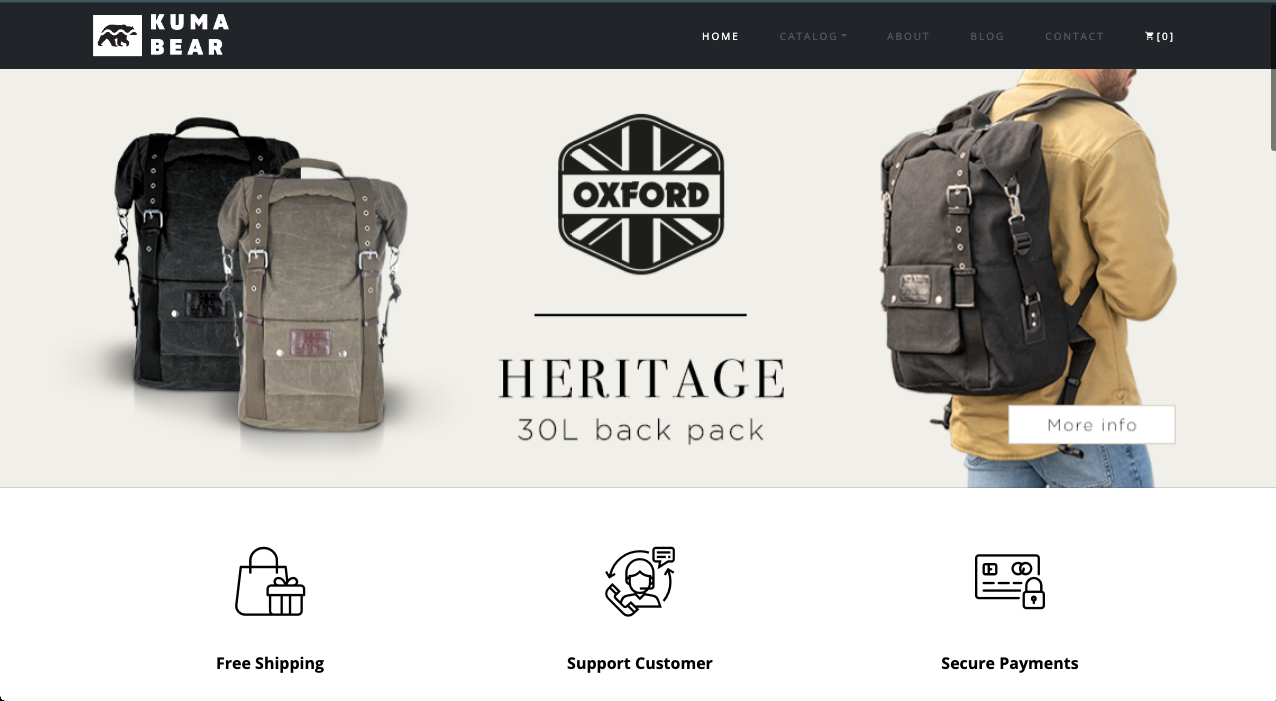 KUMA
BEAR
HOME
CATALOG
ABOUT
BLOG
CONTACT
[0]
OXFORD
HERITAGE
30L back pack
More info
Free Shipping
Support Customer
Secure Payments